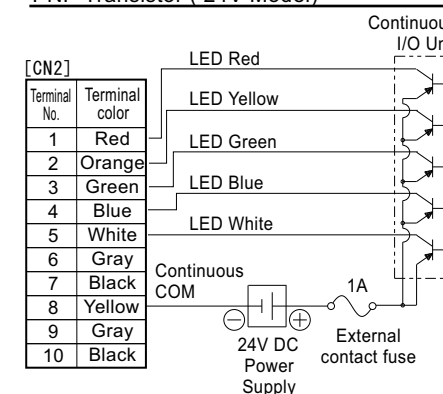 PNP Transistor ( 24V Model)
Continuou
I/O Un
[CN2]
Terminal No. Terminal color
1 Red
2 Orange
3 Green
4 Blue
5 White
6 Gray
7 Black
8 Yellow
9 Gray
10 Black
LED Red
LED Yellow
LED Green
LED Blue
LED White
Continuous
COM
1A
24V DC
Power
Supply
External
contact fuse